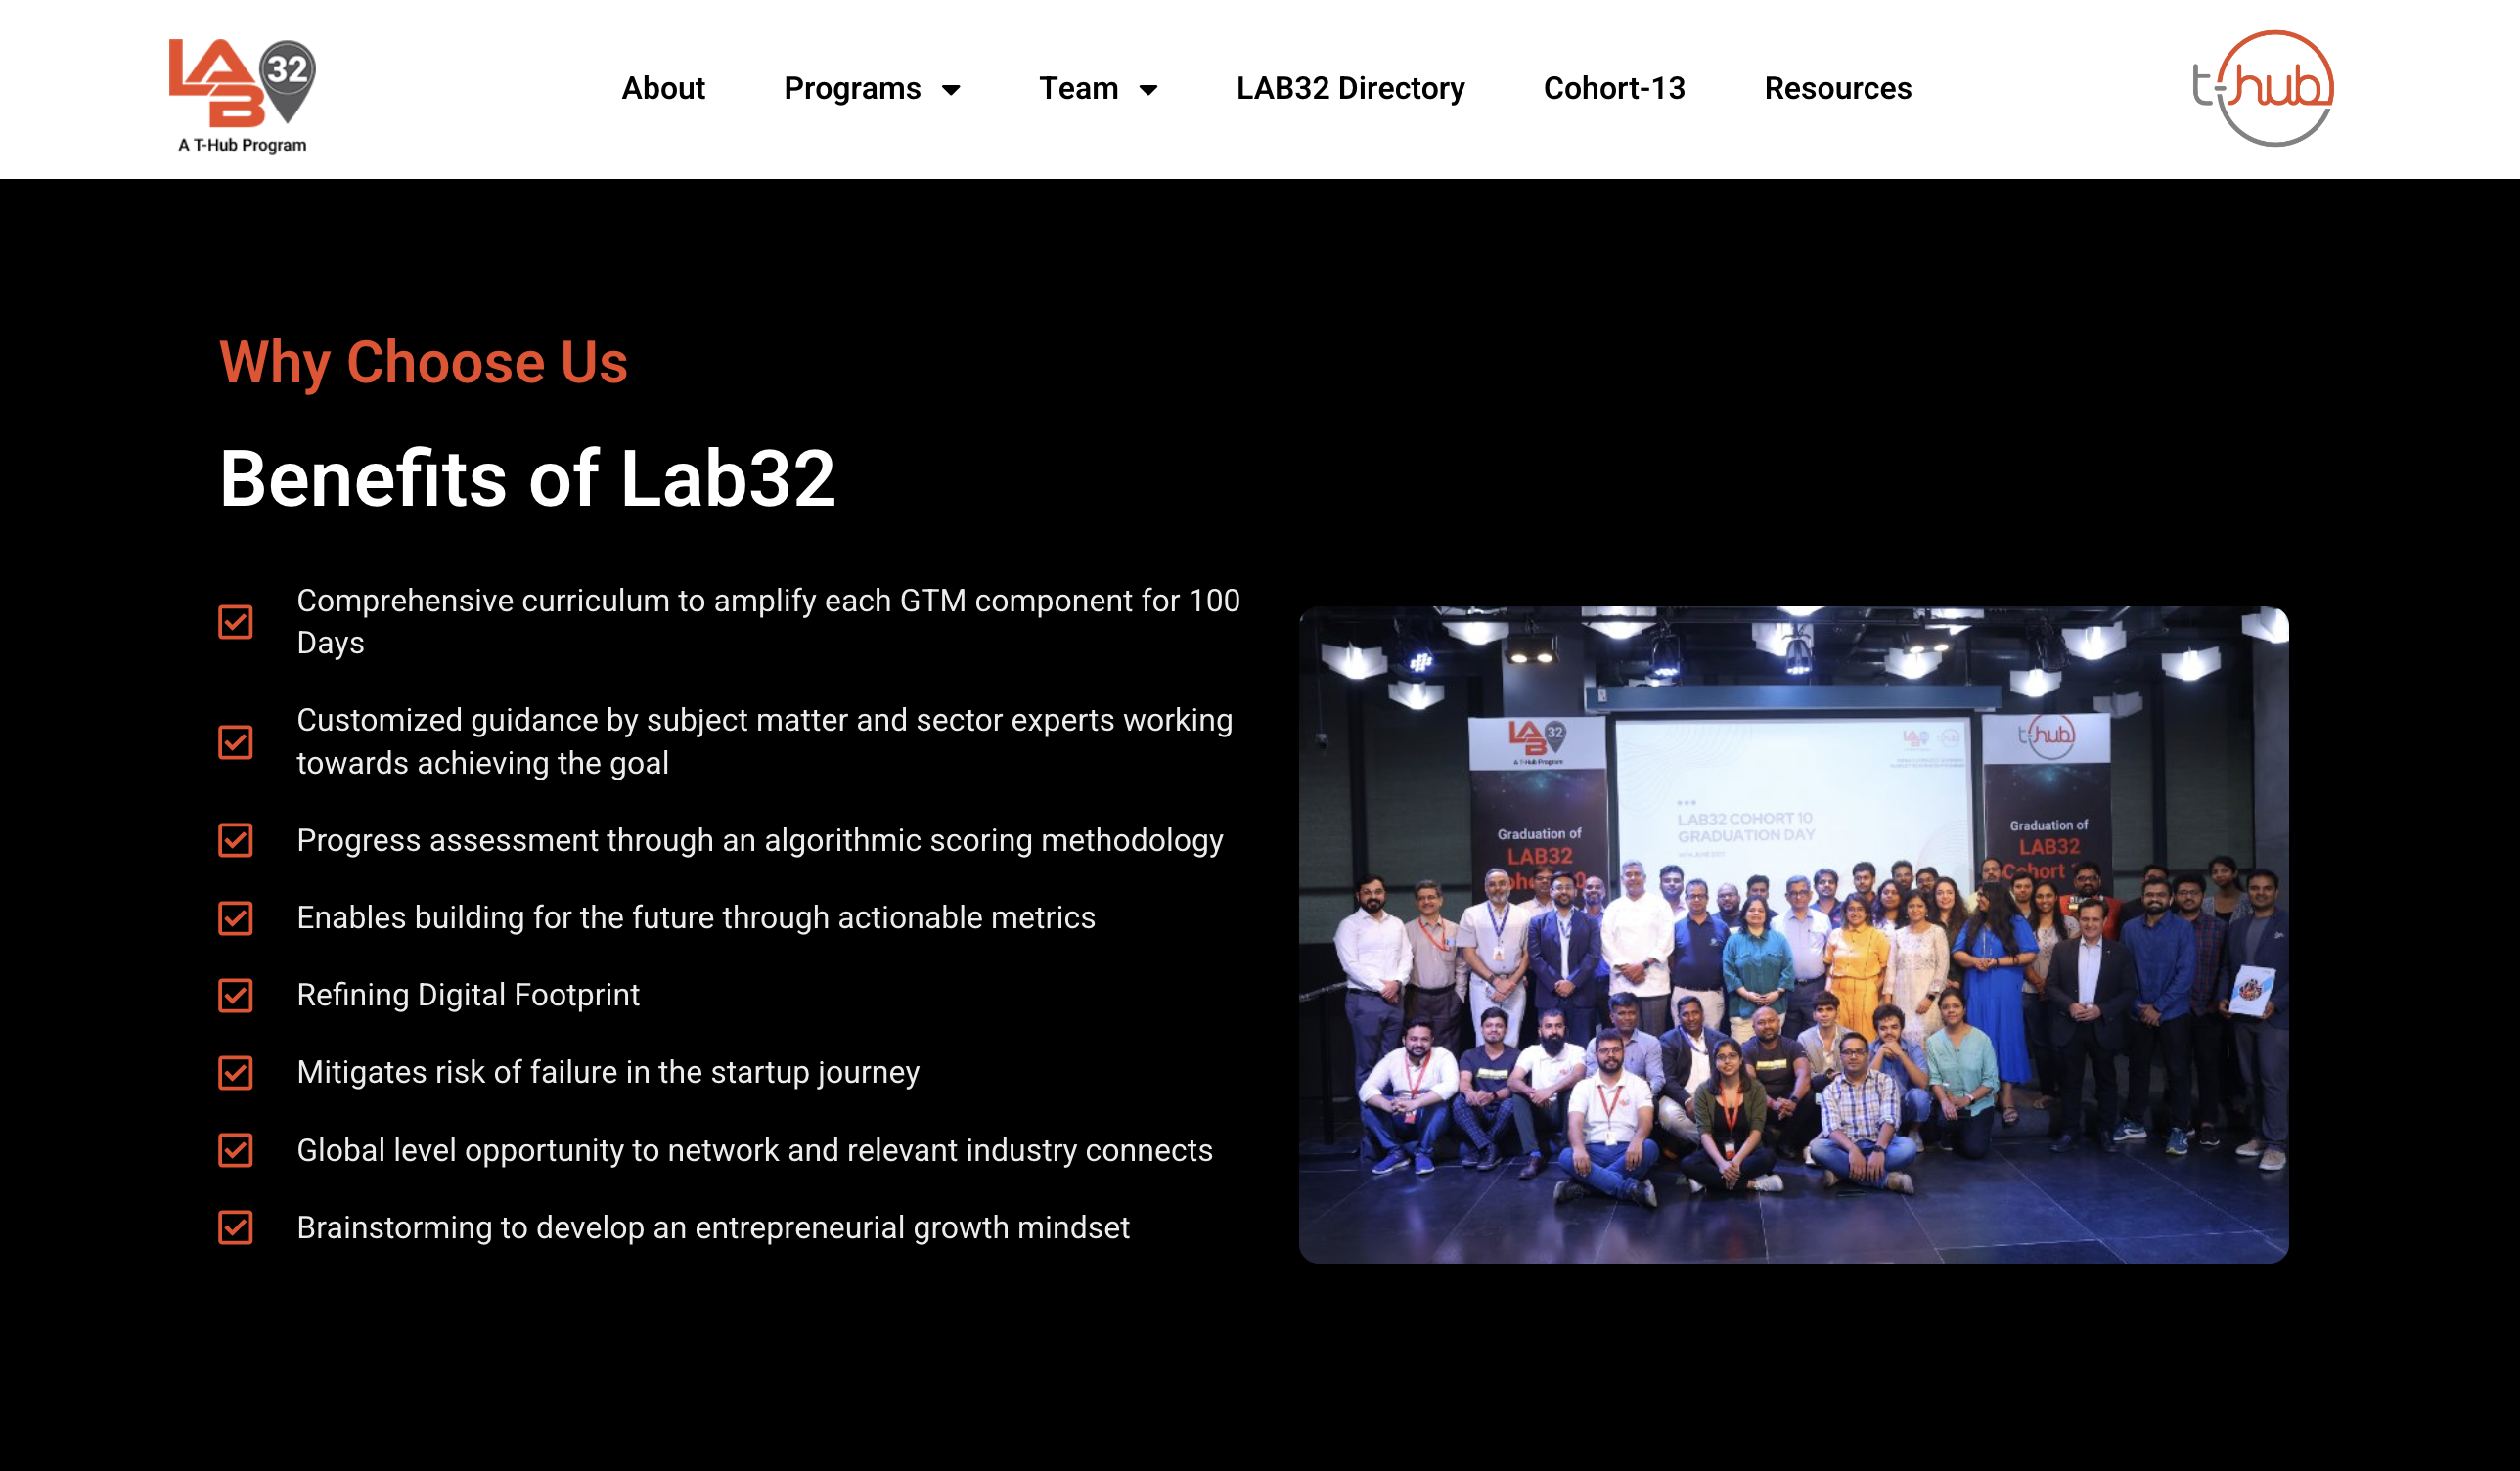 LAB 32
A T-Hub Program
About
Programs
Team
LAB32 Directory
Cohort-13
Resources
t-hub
Why Choose Us
Benefits of Lab32
Comprehensive curriculum to amplify each GTM component for 100
Days
Customized guidance by subject matter and sector experts working
towards achieving the goal
Progress assessment through an algorithmic scoring methodology
Enables building for the future through actionable metrics
Refining Digital Footprint
Mitigates risk of failure in the startup journey
Global level opportunity to network and relevant industry connects
Brainstorming to develop an entrepreneurial growth mindset
LAB 32
A T-Hub Program
Graduation of
LAB32
LAB32 COHORT 10
GRADUATION DAY
t-hub
Graduation of
LAB32
Cohort